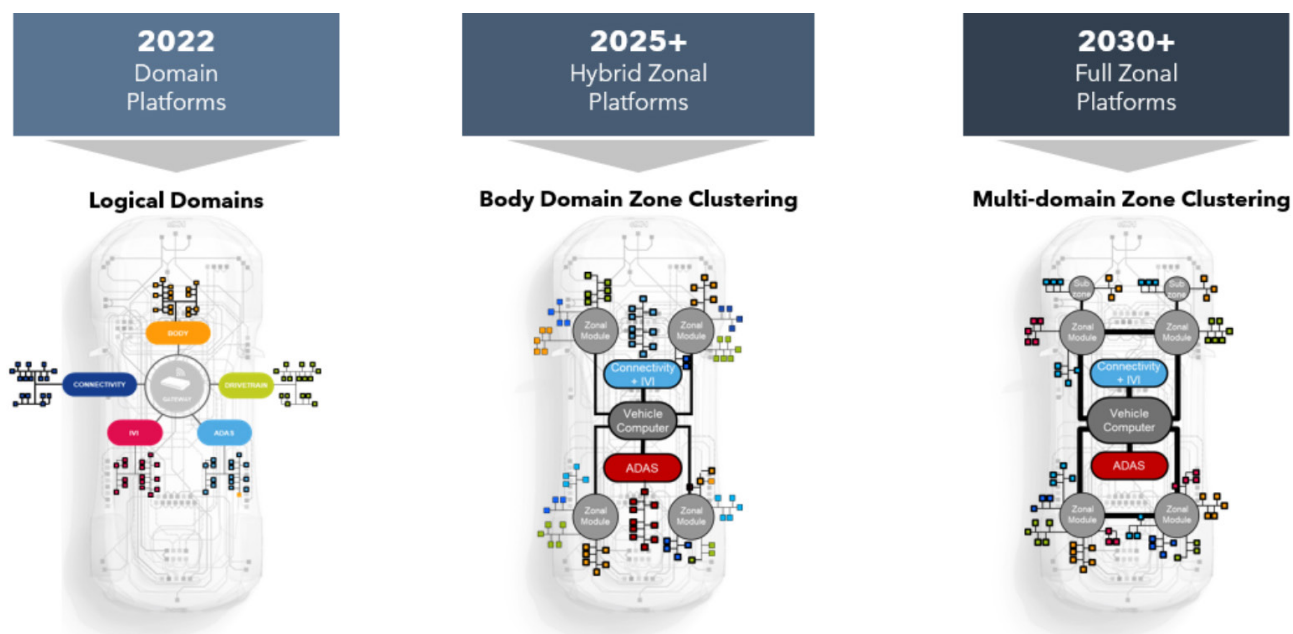 2022
Domain
Platforms
2025+
Hybrid Zonal
Platforms
2030+
Full Zonal
Platforms
Logical Domains
Body Domain Zone Clustering
Multi-domain Zone Clustering
BODY
CONNECTIVITY
GATEWAY
DRIVETRAIN
IVI
ADAS
Zonal
Module
Zonal
Module
Connectivity
+ IVI
Vehicle
Computer
ADAS
Zonal
Module
Zonal
Module
Sub
zone
Sub
zone
Zonal
Module
Zonal
Module
Connectivity
+ IVI
Vehicle
Computer
ADAS
Zonal
Module
Zonal
Module